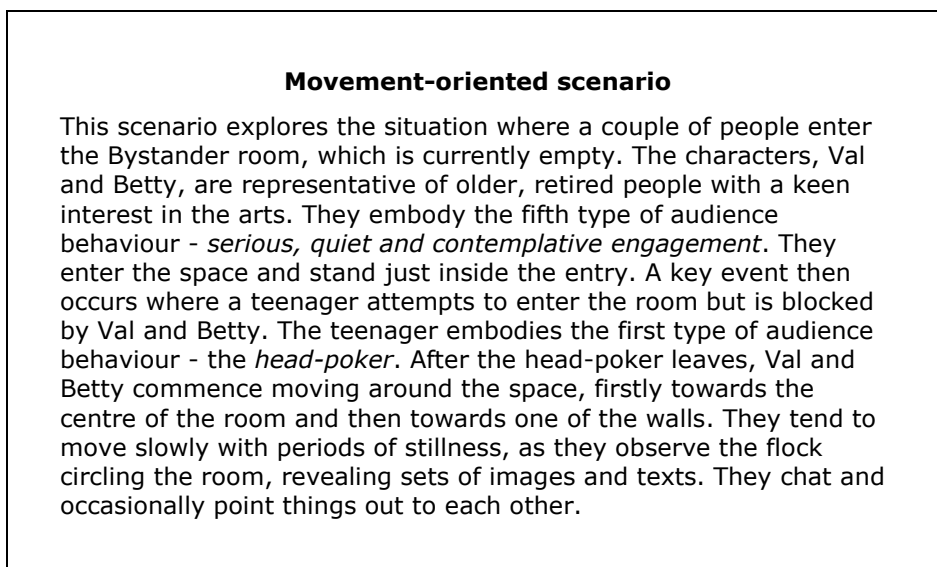 Movement-oriented scenario
This scenario explores the situation where a couple of people enter
the Bystander room, which is currently empty. The characters, Val
and Betty, are representative of older, retired people with a keen
interest in the arts. They embody the fifth type of audience
behaviour - serious, quiet and contemplative engagement. They
enter the space and stand just inside the entry. A key event then
occurs where a teenager attempts to enter the room but is blocked
by Val and Betty. The teenager embodies the first type of audience
behaviour - the head-poker. After the head-poker leaves, Val and
Betty commence moving around the space, firstly towards the
centre of the room and then towards one of the walls. They tend to
move slowly with periods of stillness, as they observe the flock
circling the room, revealing sets of images and texts. They chat and
occasionally point things out to each other.